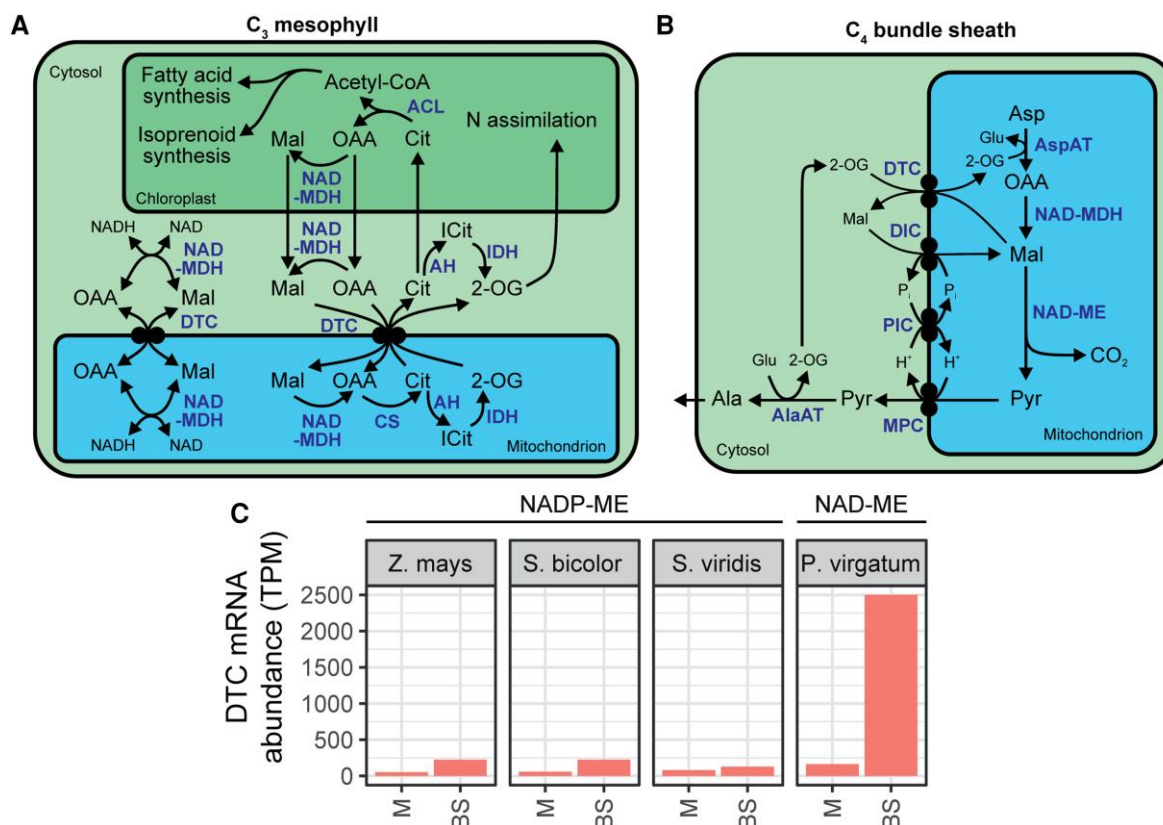 A
C3 mesophyll
Cytosol
Fatty acid
synthesis
Acetyl-CoA
ACL
N assimilation
Isoprenoid
synthesis
Mal
OAA
Cit
NAD
-MDH
Chloroplast
NADH
NAD
NAD
-MDH
NAD
-MDH
ICit
IDH
AH
OAA
Mal
Mal
OAA
Cit
2-OG
DTC
DTC
OAA
Mal
Mal
OAA
Cit
2-OG
NAD
-MDH
NAD
-MDH
CS
AH
IDH
NADH
NAD
ICit
Mitochondrion
B
C4 bundle sheath
Asp
Glu
AspAT
2-OG
2-OG
DTC
OAA
Mal
NAD-MDH
DIC
Mal
Pi
Pi
PIC
NAD-ME
H+
H+
CO2
Glu
2-OG
Ala
Pyr
Pyr
AlaAT
MPC
Cytosol
Mitochondrion
C
NADP-ME
NAD-ME
Z. mays
S. bicolor
S. viridis
P. virgatum
DTC mRNA
abundance (TPM)
2500
2000
1500
1000
500
0
M
BS
M
BS
M
BS
M
BS